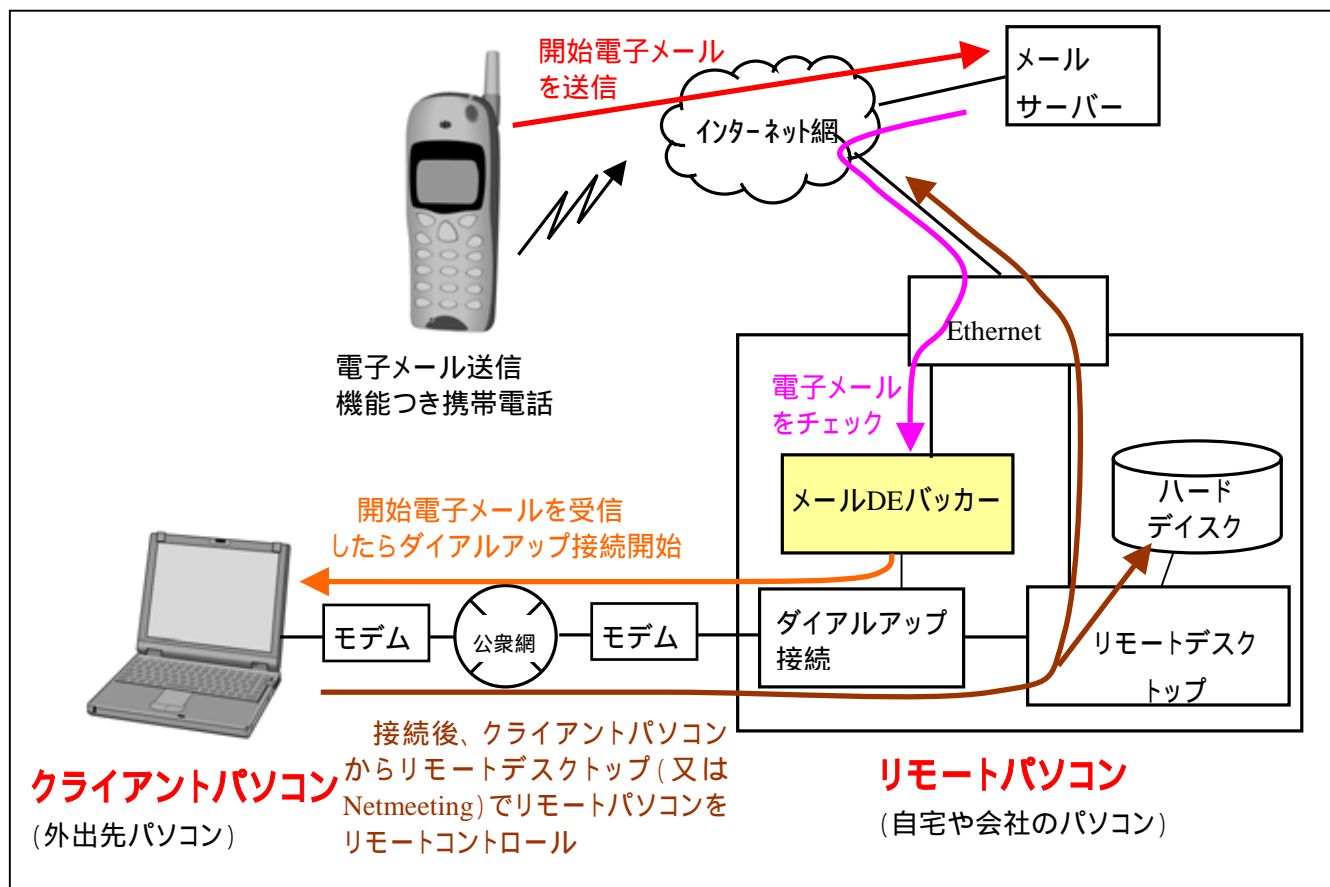 開始電子メール
を送信
メール
サーバー
インターネット網
電子メール送信
機能つき携帯電話
Ethernet
電子メール
をチェック
メールDEバッカー
ハード
デイスク
開始電子メールを受信
したらダイアルアップ接続開始
モデム
公衆網
モデム
ダイアルアップ
接続
リモートデスク
トップ
接続後、クライアントパソコン
からリモートデスクトップ(又は
Netmeeting)でリモートパソコンを
リモートコントロール
クライアントパソコン
(外出先パソコン)
リモートパソコン
(自宅や会社のパソコン)